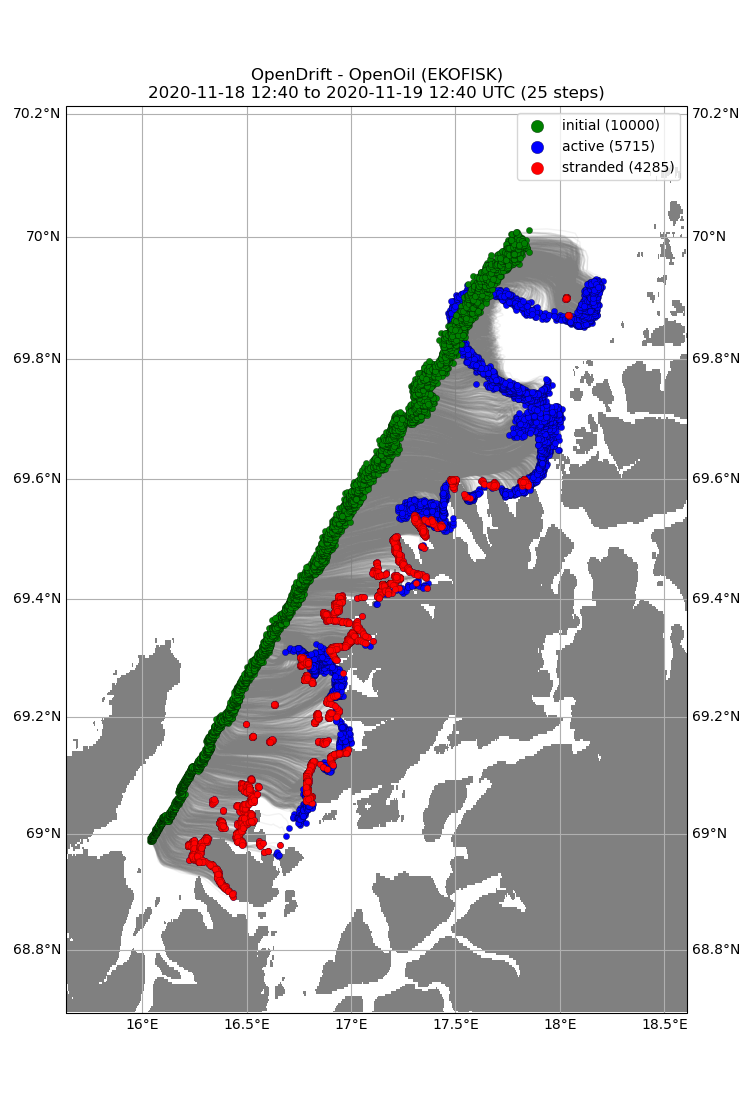 OpenDrift - OpenOil (EKOFISK)
2020-11-18 12:40 to 2020-11-19 12:40 UTC (25 steps)
70.2°N 70.2°N
initial (10000)
active (5715)
stranded (4285)
70°N 70°N
69.8°N 69.8°N
69.6°N 69.6°N
69.4°N 69.4°N
69.2°N 69.2°N
69°N 69°N
68.8°N 68.8°N
16°E 16.5°E 17°E 17.5°E 18°E 18.5°E